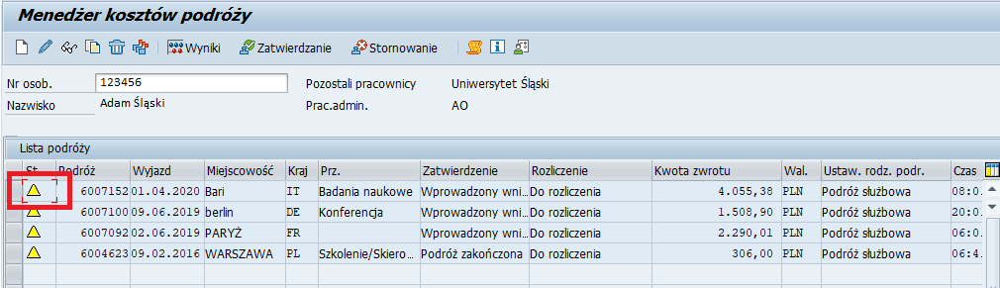 Menedżer kosztów podróży
Wyniki Zatwierdzanie Stornowanie
Nr osob. 123456 Pozostali pracownicy Uniwersytet Śląski
Nazwisko Adam Śląski Prac.admin. AO
Lista podróży
St. Podróż Wyjazd Miejscowość Kraj Prz. Zatwierdzenie Rozliczenie Kwota zwrotu Wal. Ustaw. rodz. podr. Czas
6007152 01.04.2020 Bari IT Badania naukowe Wprowadzony wni... Do rozliczenia 4.055,38 PLN Podróż służbowa 08:0.
6007100 09.06.2019 berlin DE Konferencja Wprowadzony wni... Do rozliczenia 1.508,90 PLN Podróż służbowa 20:0.
6007092 02.06.2019 PARYŻ FR Wprowadzony wni... Do rozliczenia 2.290,01 PLN Podróż służbowa 06:0.
6004623 09.02.2016 WARSZAWA PL Szkolenie/Skiero... Podróż zakończona Do rozliczenia 306,00 PLN Podróż służbowa 06:4.